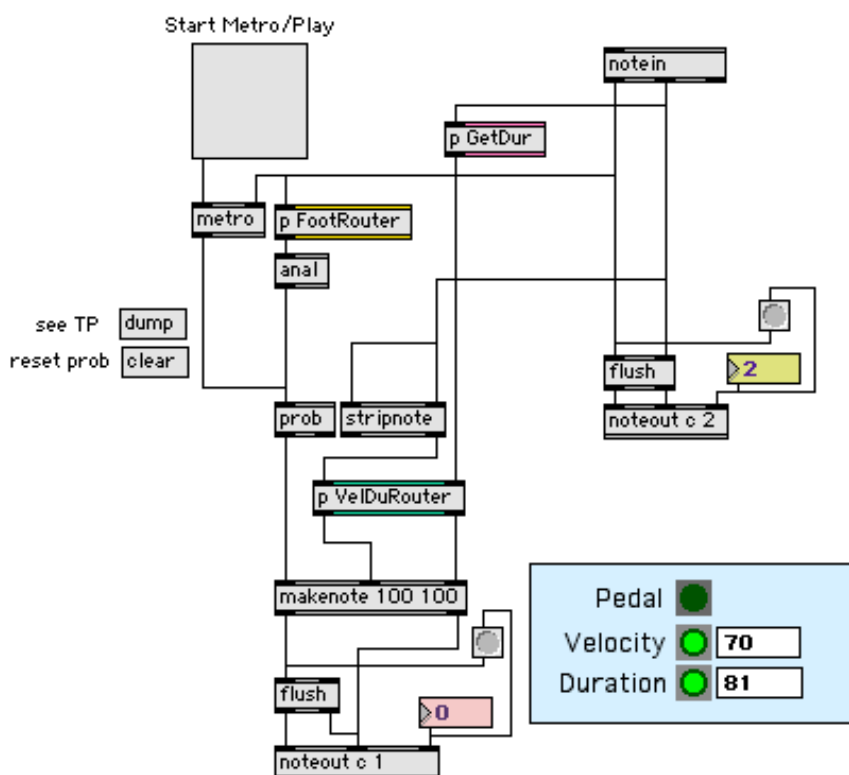 Start Metro/Play
notein
p GetDur
metro
p FootRouter
anal
see TP
dump
reset prob
clear
flush
2
prob
stripnote
noteout c 2
p VelDuRouter
makenote 100 100
Pedal
Velocity
70
Duration
81
flush
0
noteout c 1